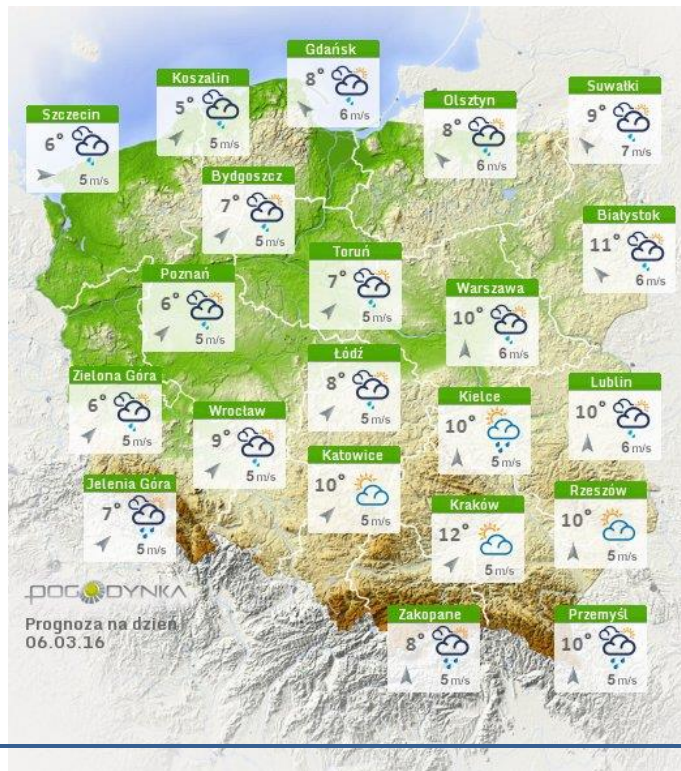 Gdańsk
8°
6 m/s
Koszalin
5°
5 m/s
Suwałki
9°
7 m/s
Olsztyn
8°
6 m/s
Szczecin
6°
5 m/s
Bydgoszcz
7°
5 m/s
Białystok
11°
6 m/s
Toruń
7°
5 m/s
Poznań
6°
5 m/s
Warszawa
10°
6 m/s
Łódź
8°
5 m/s
Zielona Góra
6°
5 m/s
Lublin
10°
6 m/s
Kielce
10°
5 m/s
Wrocław
9°
5 m/s
Katowice
10°
5 m/s
Jelenia Góra
7°
5 m/s
Rzeszów
10°
5 m/s
Kraków
12°
5 m/s
POGODYNKA
Prognoza na dzień
06.03.16
Zakopane
8°
5 m/s
Przemyśl
10°
5 m/s